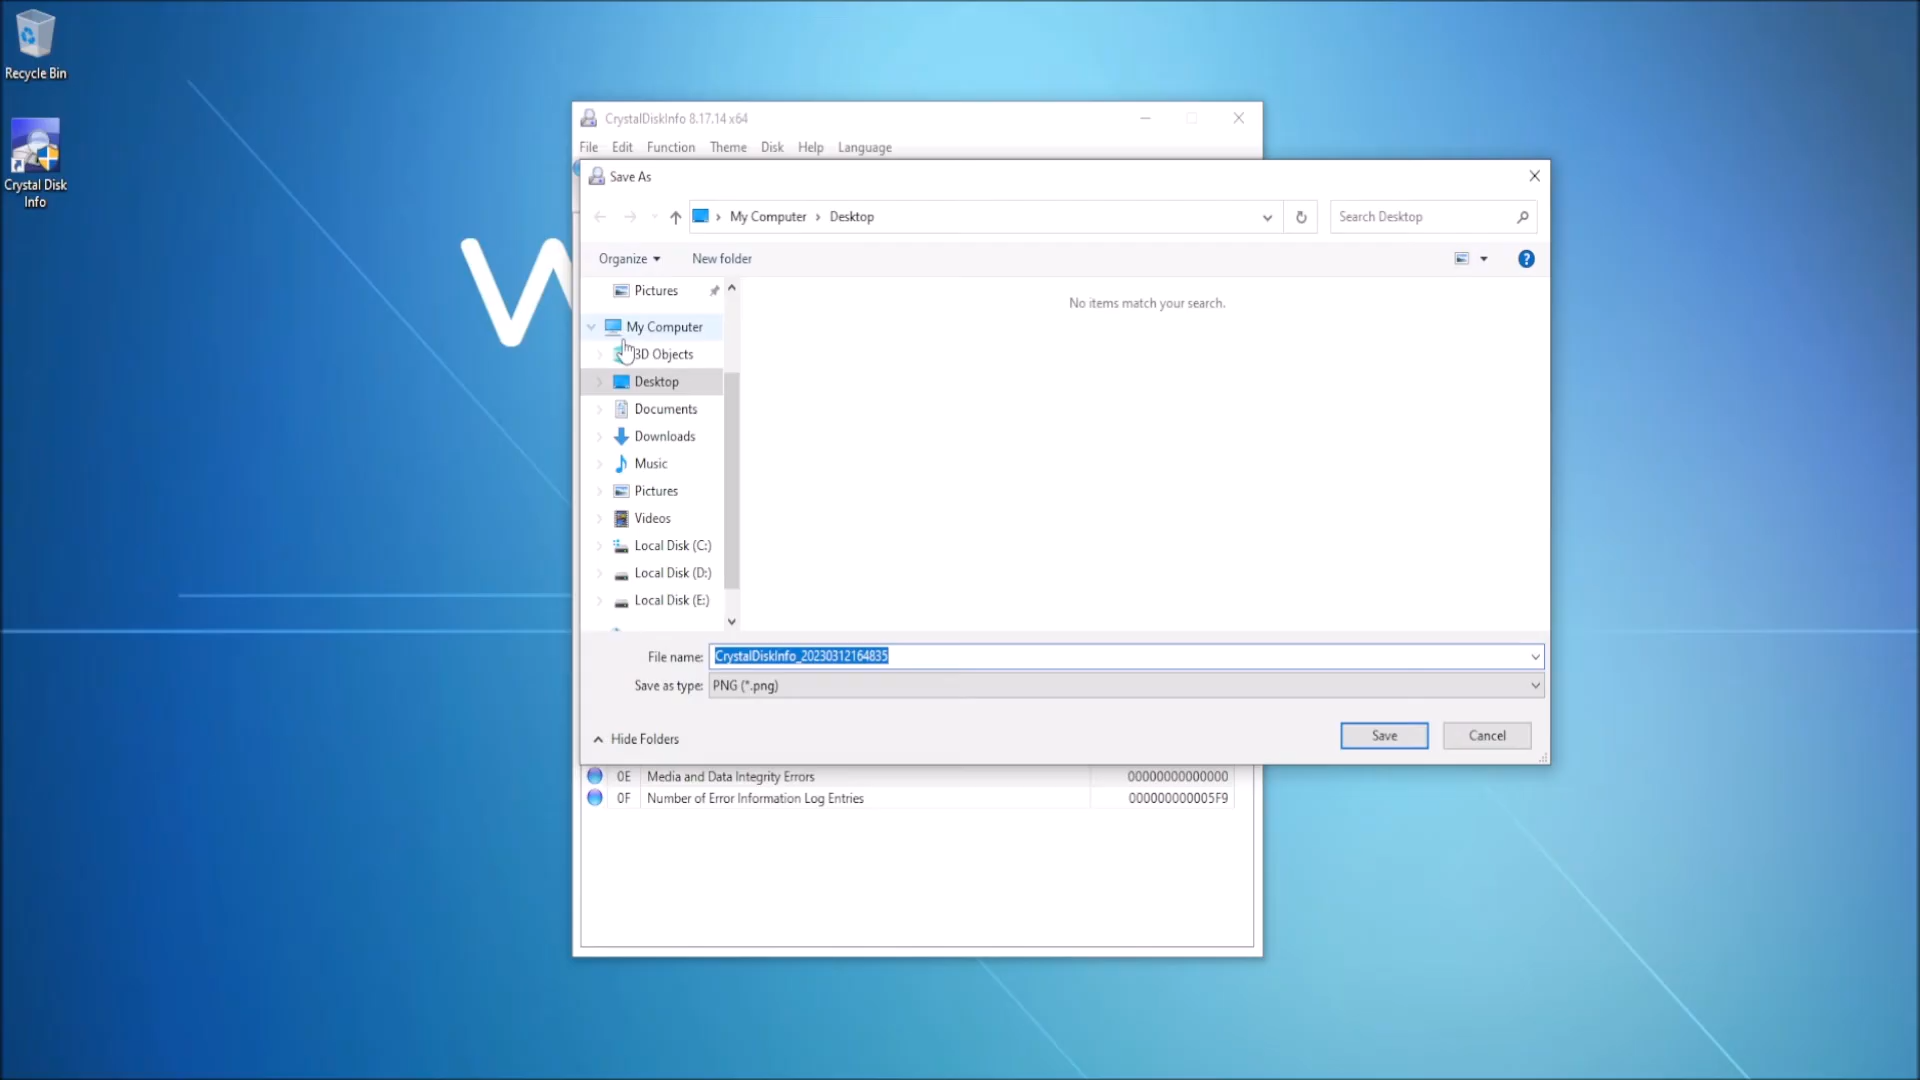 Recycle Bin
Crystal Disk
Info
W
CrystalDiskInfo 8.17.14 x64
File Edit Function Theme Disk Help Language
Save As
My Computer › Desktop
Search Desktop
Organize
New folder
Pictures
My Computer
3D Objects
Desktop
Documents
Downloads
Music
Pictures
Videos
Local Disk (C:)
Local Disk (D:)
Local Disk (E:)
No items match your search.
File name: CrystalDiskInfo_20230312164835
Save as type: PNG (*.png)
Hide Folders
Save
Cancel
0E Media and Data Integrity Errors 00000000000000
0F Number of Error Information Log Entries 000000000005F9